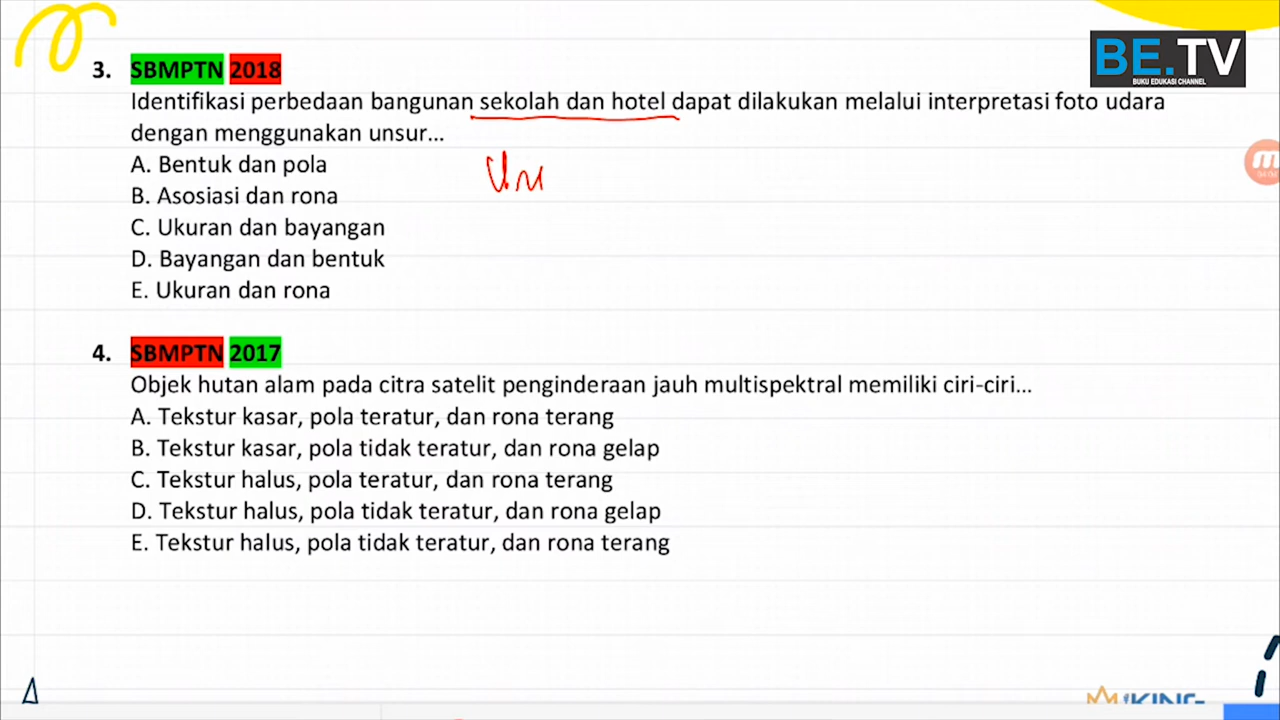 BE.TV
BUKU EDUKASI CHANNEL
3. SBMPTN 2018
Identifikasi perbedaan bangunan sekolah dan hotel dapat dilakukan melalui interpretasi foto udara
dengan menggunakan unsur...
A. Bentuk dan pola
B. Asosiasi dan rona
C. Ukuran dan bayangan
D. Bayangan dan bentuk
E. Ukuran dan rona
4. SBMPTN 2017
Objek hutan alam pada citra satelit penginderaan jauh multispektral memiliki ciri-ciri...
A. Tekstur kasar, pola teratur, dan rona terang
B. Tekstur kasar, pola tidak teratur, dan rona gelap
C. Tekstur halus, pola teratur, dan rona terang
D. Tekstur halus, pola tidak teratur, dan rona gelap
E. Tekstur halus, pola tidak teratur, dan rona terang